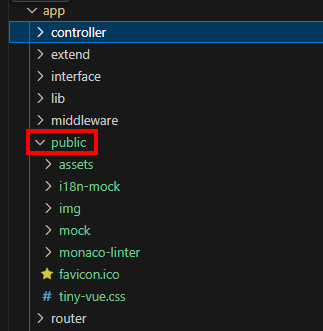 app
controller
extend
interface
lib
middleware
public
assets
i18n-mock
img
mock
monaco-linter
favicon.ico
# tiny-vue.css
router